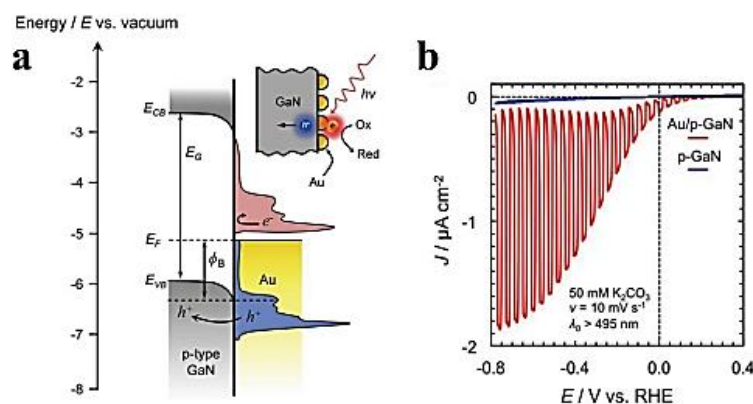 Energy / E vs. vacuum
a
-2
-3
-4
-5
-6
-7
-8
E_CB
E_G
E_F
E_VB
ϕ_B
GaN
hν
h⁺
e⁻
Ox
Red
Au
e⁻
Au
h⁺
h⁺
p-type
GaN
b
0
-1
-2
J / µA cm⁻²
Au/p-GaN
p-GaN
50 mM K₂CO₃
ν = 10 mV s⁻¹
λ₀ > 495 nm
-0.8
-0.4
0.0
0.4
E / V vs. RHE